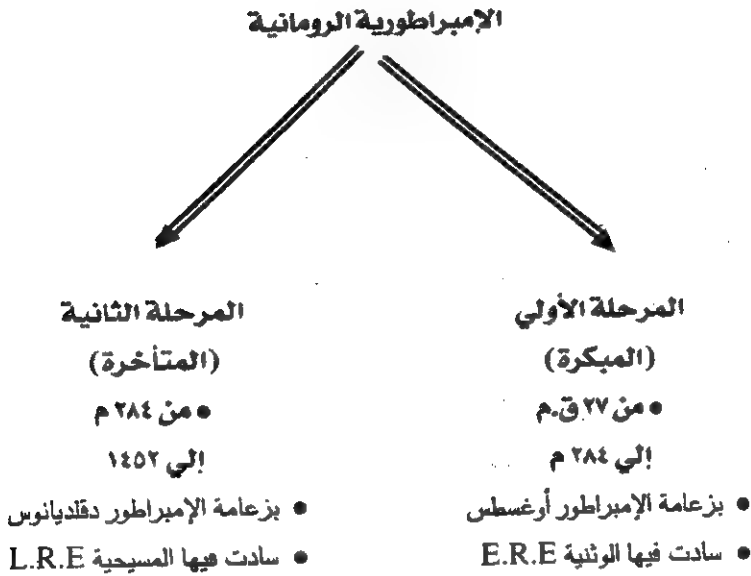 الإمبراطورية الرومانية
المرحلة الأولي
(المبكرة)
• من ٢٧ ق.م
إلي ٢٨٤ م
• بزعامة الإمبراطور أوغسطس
• سادت فيها الوثنية E.R.E
المرحلة الثانية
(المتأخرة)
• من ٢٨٤ م
إلي ١٤٥٢
• بزعامة الإمبراطور دقلديانوس
• سادت فيها المسيحية L.R.E